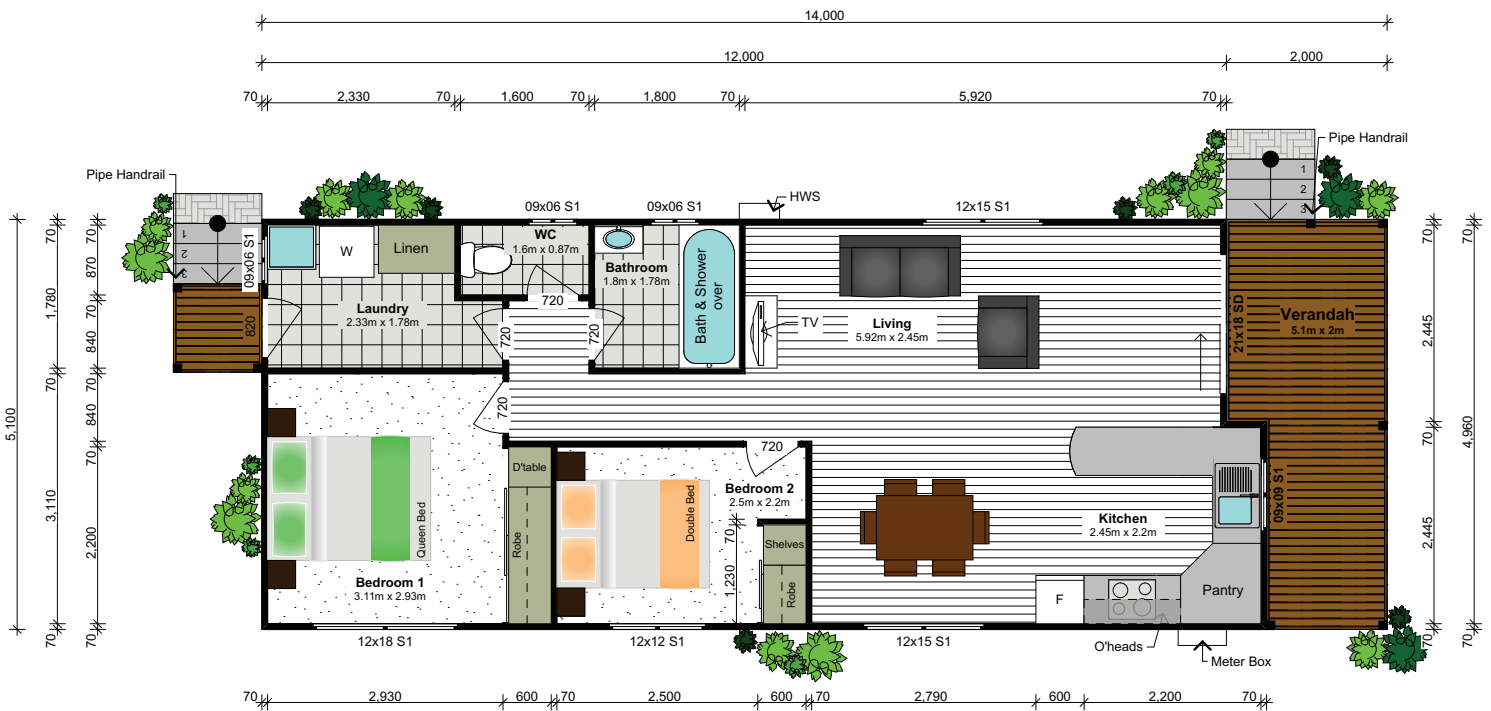 14,000
12,000
2,000
70
2,330
70
1,600
70
1,800
70
5,920
70
Pipe Handrail
Pipe Handrail
HWS
09x06 S1
09x06 S1
12x15 S1
1
2
3
1
2
3
09x06 S1
W
Linen
WC
1.6m x 0.87m
Bathroom
1.8m x 1.78m
Bath & Shower
over
Laundry
2.33m x 1.78m
820
720
720
720
TV
Living
5.92m x 2.45m
21x18 SD
Verandah
5.1m x 2m
720
720
D'table
Robe
Queen Bed
Bedroom 1
3.11m x 2.93m
Double Bed
Bedroom 2
2.5m x 2.2m
70
1,230
Shelves
Robe
Kitchen
2.45m x 2.2m
09x09 S1
F
Pantry
12x18 S1
12x12 S1
12x15 S1
O'heads
Meter Box
5,100
70
1,780
70
3,110
70
70
870
70
840
70
840
70
2,200
70
70
2,445
70
2,445
70
70
4,960
70
70
2,930
600
70
2,500
600
70
2,790
600
2,200
70